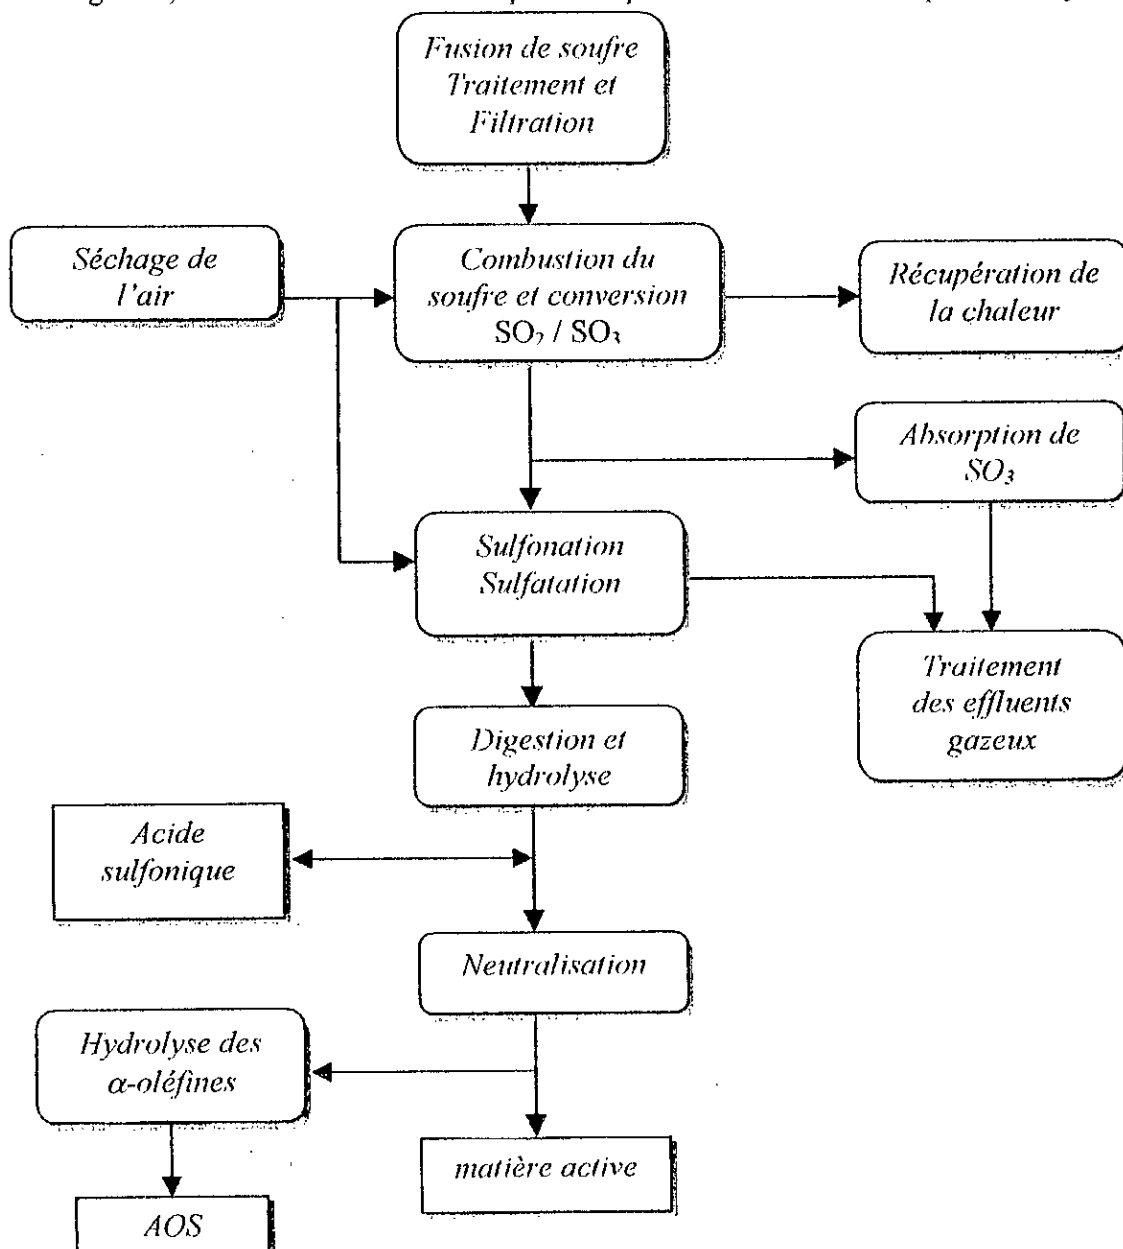 Fusion de soufre
Traitement et
Filtration
Séchage de
l'air
Combustion du
soufre et conversion
SO₂ / SO₃
Récupération de
la chaleur
Absorption de
SO₃
Sulfonation
Sulfatation
Traitement
des effluents
gazeux
Digestion et
hydrolyse
Acide
sulfonique
Neutralisation
Hydrolyse des
α-oléfines
matière active
AOS